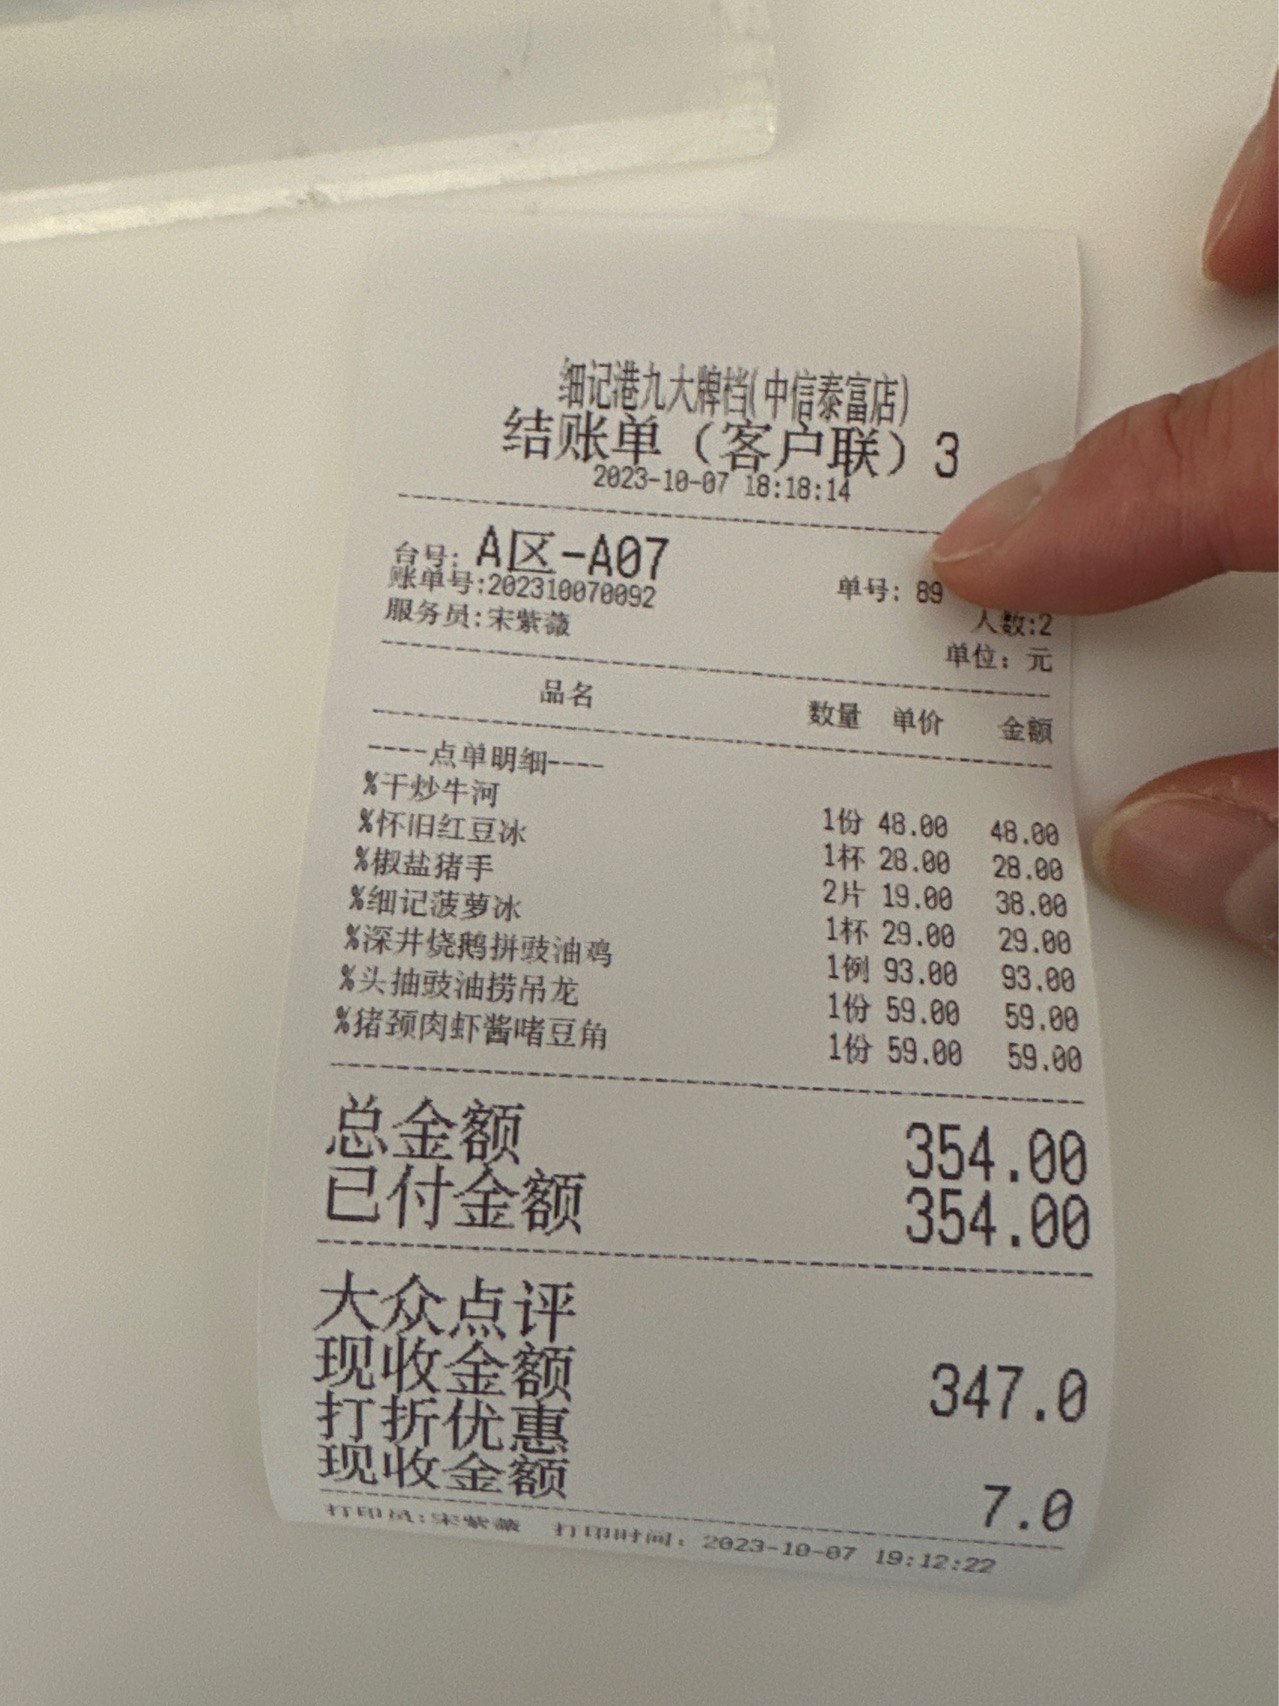 细记港九大牌档(中信泰富店)
结账单（客户联）3
2023-10-07 18:18:14
台号: A区-A07 单号: 89
账单号:202310070092 人数:2
服务员:宋紫薇 单位: 元
品名 数量 单价 金额
----点单明细----
%干炒牛河 1份 48.00 48.00
%怀旧红豆冰 1杯 28.00 28.00
%椒盐猪手 2片 19.00 38.00
%细记菠萝冰 1杯 29.00 29.00
%深井烧鹅拼豉油鸡 1例 93.00 93.00
%头抽豉油捞吊龙 1份 59.00 59.00
%猪颈肉虾酱啫豆角 1份 59.00 59.00
总金额 354.00
已付金额 354.00
大众点评
现收金额 347.0
打折优惠
现收金额 7.0
打印员:宋紫薇 打印时间: 2023-10-07 19:12:22